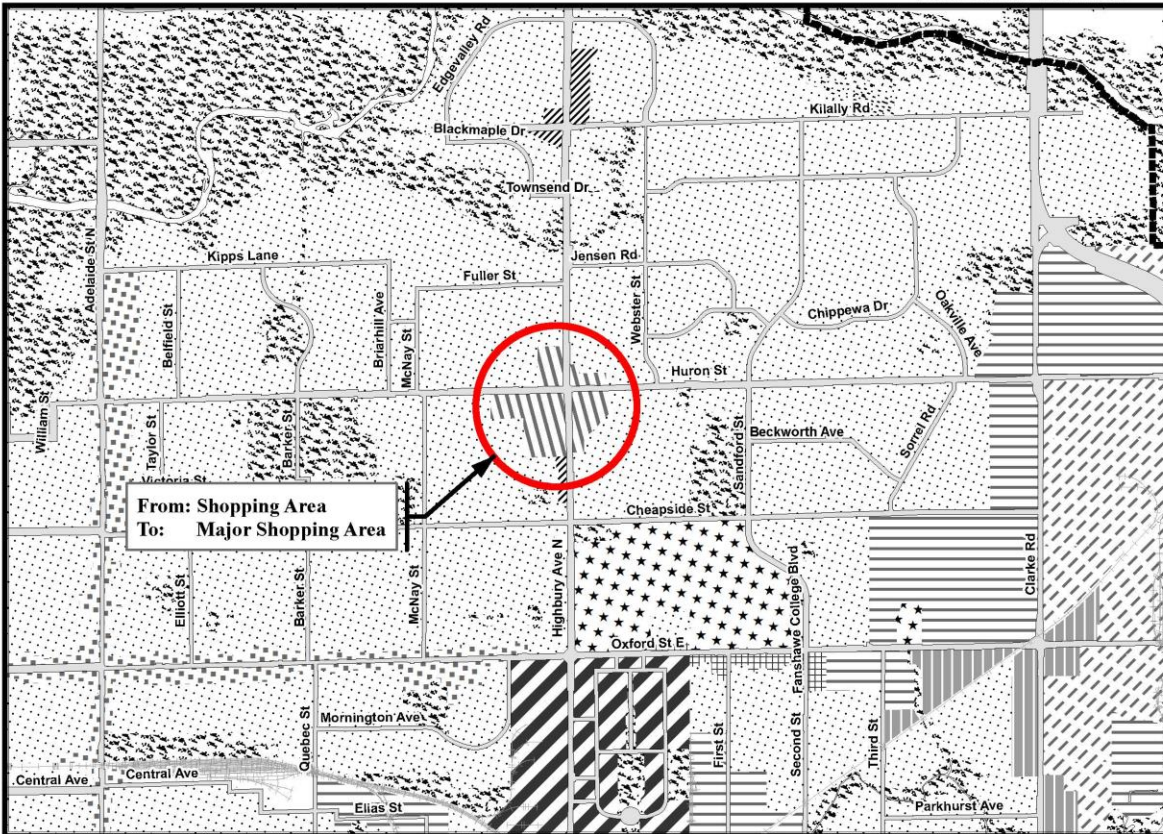 Edgevalley Rd
Kilally Rd
Blackmaple Dr
Townsend Dr
Adelaide St N
Kipps Lane
Jensen Rd
Fuller St
Belfield St
Briarhill Ave
McNay St
Webster St
Chippewa Dr
Oakville Ave
Huron St
William St
Taylor St
Barker St
Sandford St
Beckworth Ave
Sorrel Rd
Victoria St
From: Shopping Area
To: Major Shopping Area
Cheapside St
Elliott St
Barker St
McNay St
Highbury Ave N
Fanshawe College Blvd
Clarke Rd
Oxford St E
Quebec St
Mornington Ave
First St
Second St
Third St
Central Ave
Central Ave
Elias St
Parkhurst Ave